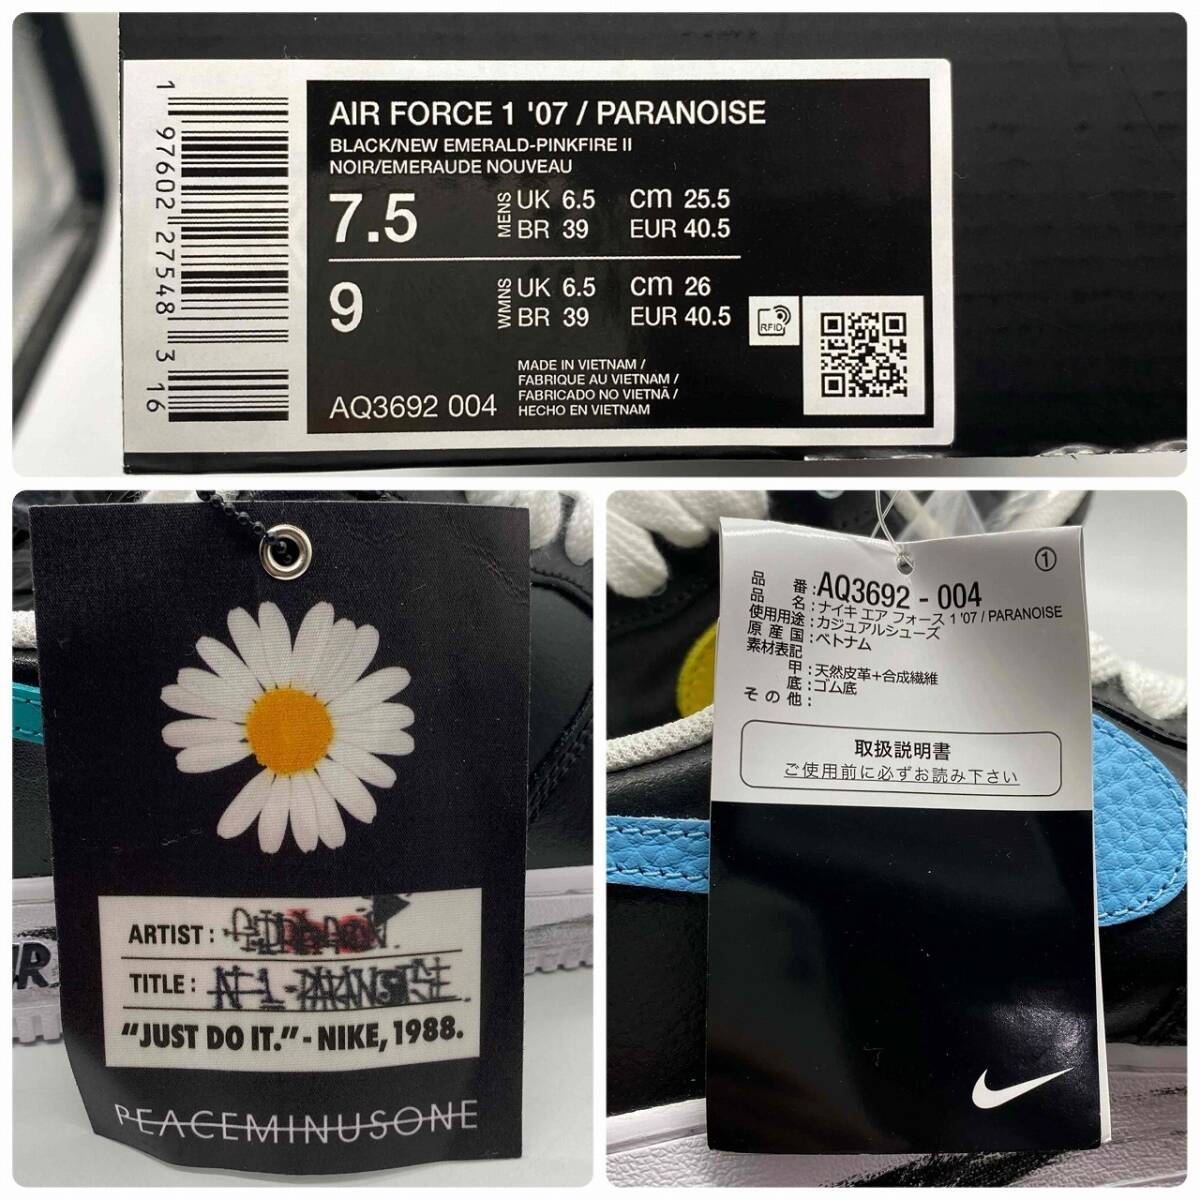 1 97602 27548 3 16
AIR FORCE 1 '07 / PARANOISE
BLACK/NEW EMERALD-PINKFIRE II
NOIR/EMERAUDE NOUVEAU
7.5 MENS UK 6.5 cm 25.5
BR 39 EUR 40.5
9 WMNS UK 6.5 cm 26
BR 39 EUR 40.5
RFID
AQ3692 004
MADE IN VIETNAM /
FABRIQUE AU VIETNAM /
FABRICADO NO VIETNÃ /
HECHO EN VIETNAM
ARTIST :
TITLE : AF-1-PARANOISE
“JUST DO IT.” - NIKE, 1988.
PEACEMINUSONE
①
品番:AQ3692 - 004
品名:ナイキ エア フォース 1 '07 / PARANOISE
使用用途:カジュアルシューズ
原産国:ベトナム
素材表記
甲:天然皮革+合成繊維
底:ゴム底
その他:
取扱説明書
ご使用前に必ずお読み下さい